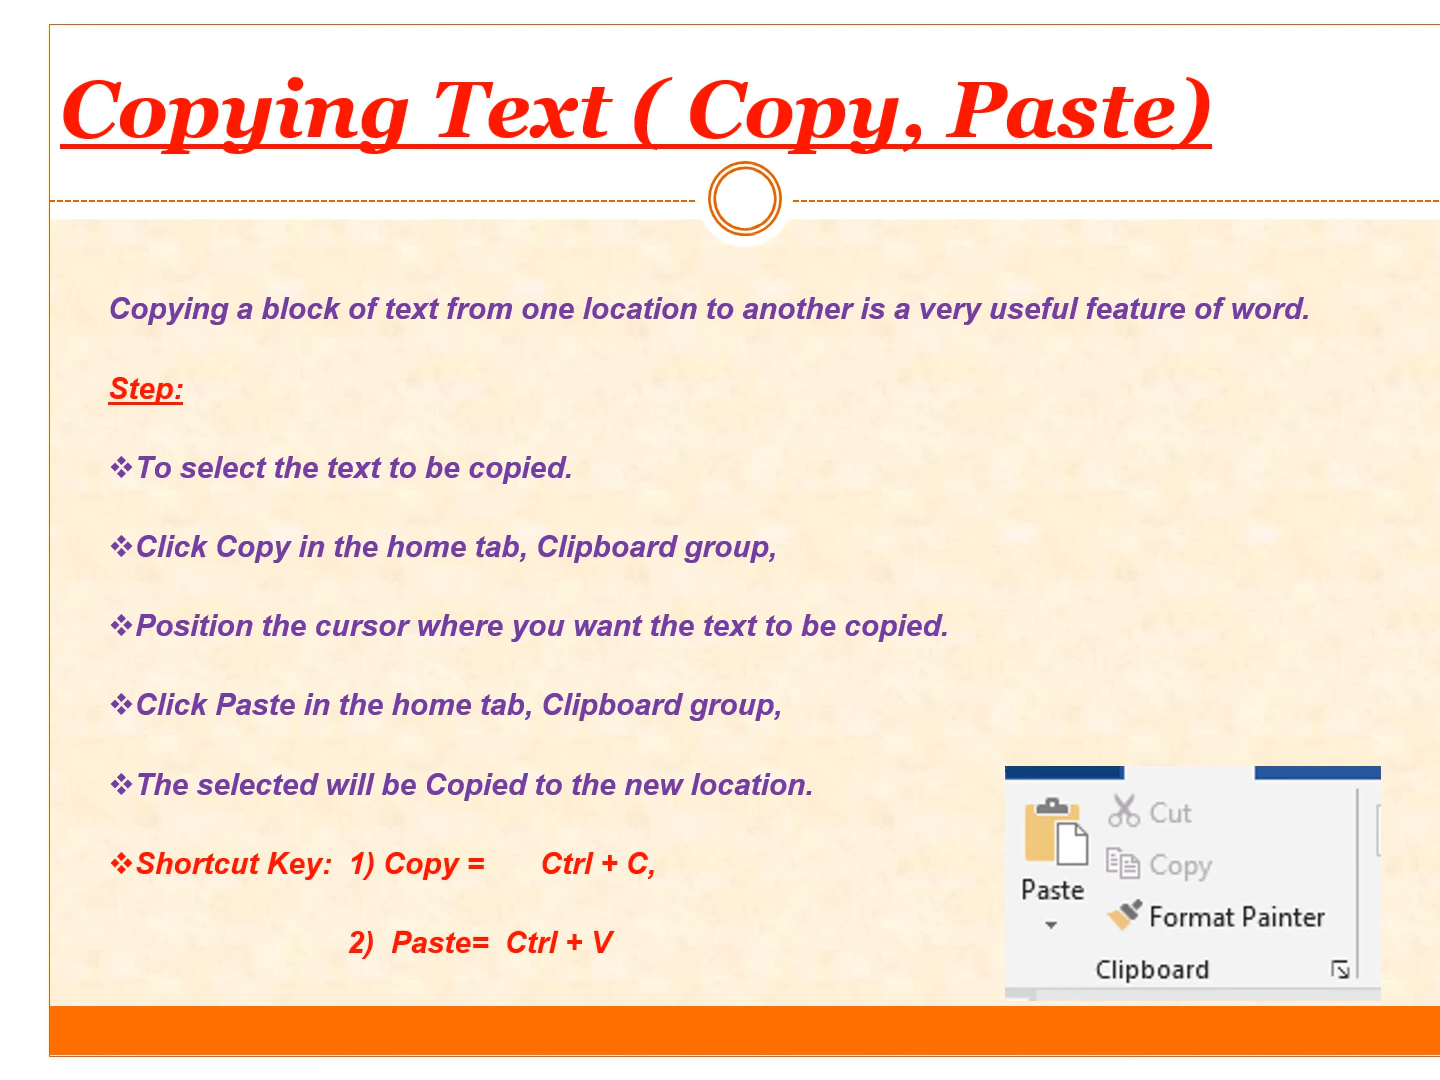 Copying Text ( Copy, Paste)
Copying a block of text from one location to another is a very useful feature of word.
Step:
❖To select the text to be copied.
❖Click Copy in the home tab, Clipboard group,
❖Position the cursor where you want the text to be copied.
❖Click Paste in the home tab, Clipboard group,
❖The selected will be Copied to the new location.
❖Shortcut Key:  1) Copy =       Ctrl + C,
2)  Paste=  Ctrl + V
Cut
Copy
Paste
Format Painter
Clipboard